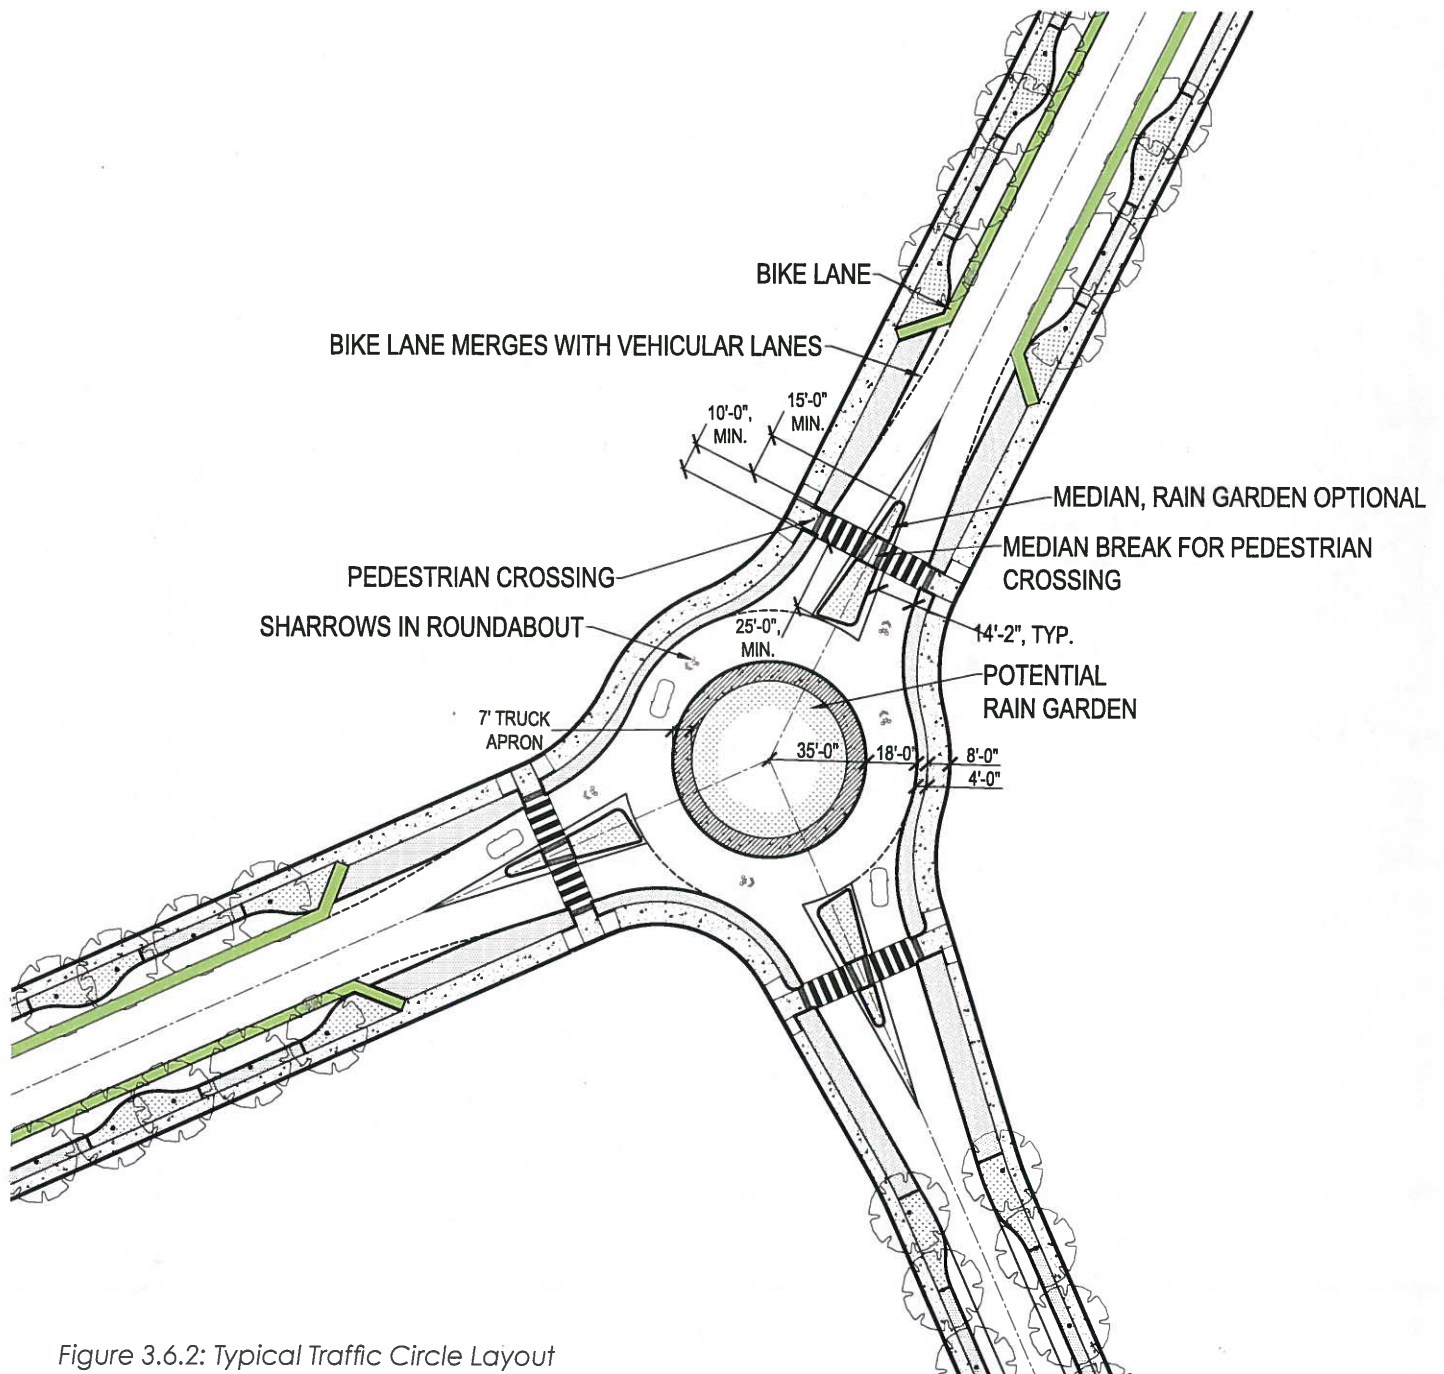 BIKE LANE
BIKE LANE MERGES WITH VEHICULAR LANES
10'-0",
MIN.
15'-0"
MIN.
MEDIAN, RAIN GARDEN OPTIONAL
MEDIAN BREAK FOR PEDESTRIAN
CROSSING
PEDESTRIAN CROSSING
SHARROWS IN ROUNDABOUT
25'-0",
MIN.
14'-2", TYP.
POTENTIAL
RAIN GARDEN
7' TRUCK
APRON
35'-0"
18'-0"
8'-0"
4'-0"
Figure 3.6.2: Typical Traffic Circle Layout